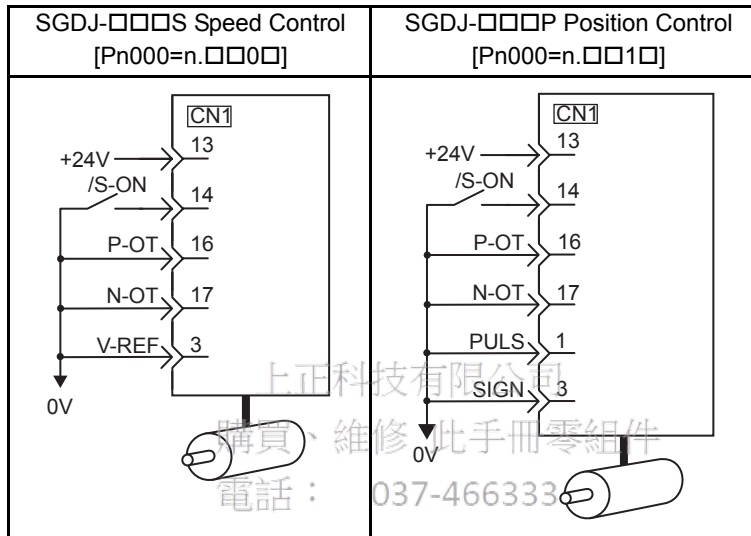 SGDJ-□□□S Speed Control
[Pn000=n.□□0□]
SGDJ-□□□P Position Control
[Pn000=n.□□1□]
CN1
+24V
13
/S-ON
14
P-OT
16
N-OT
17
V-REF
3
0V
CN1
+24V
13
/S-ON
14
P-OT
16
N-OT
17
PULS
1
SIGN
3
0V
上正科技有限公司
購買、維修 此手冊零組件
電話： 037-466333